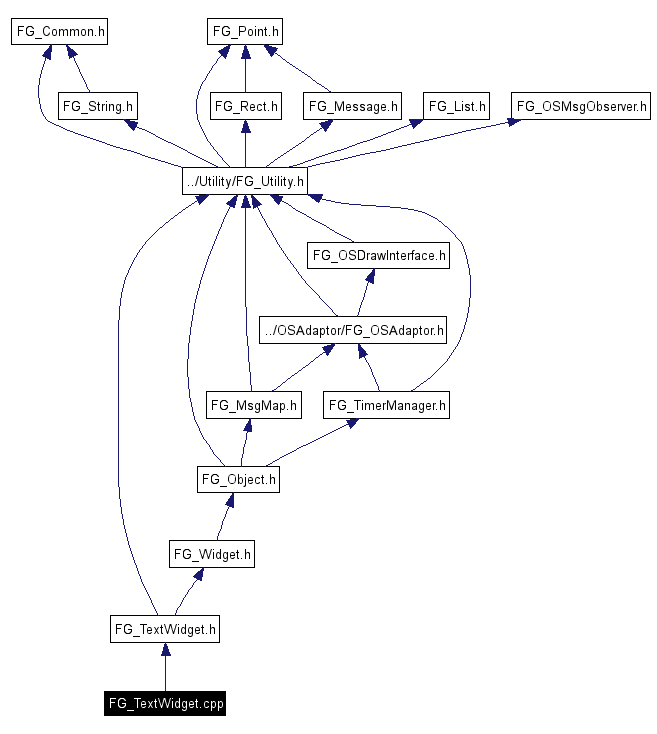 FG_Common.h
FG_Point.h
FG_String.h
FG_Rect.h
FG_Message.h
FG_List.h
FG_OSMsgObserver.h
../Utility/FG_Utility.h
FG_OSDrawInterface.h
../OSAdaptor/FG_OSAdaptor.h
FG_MsgMap.h
FG_TimerManager.h
FG_Object.h
FG_Widget.h
FG_TextWidget.h
FG_TextWidget.cpp